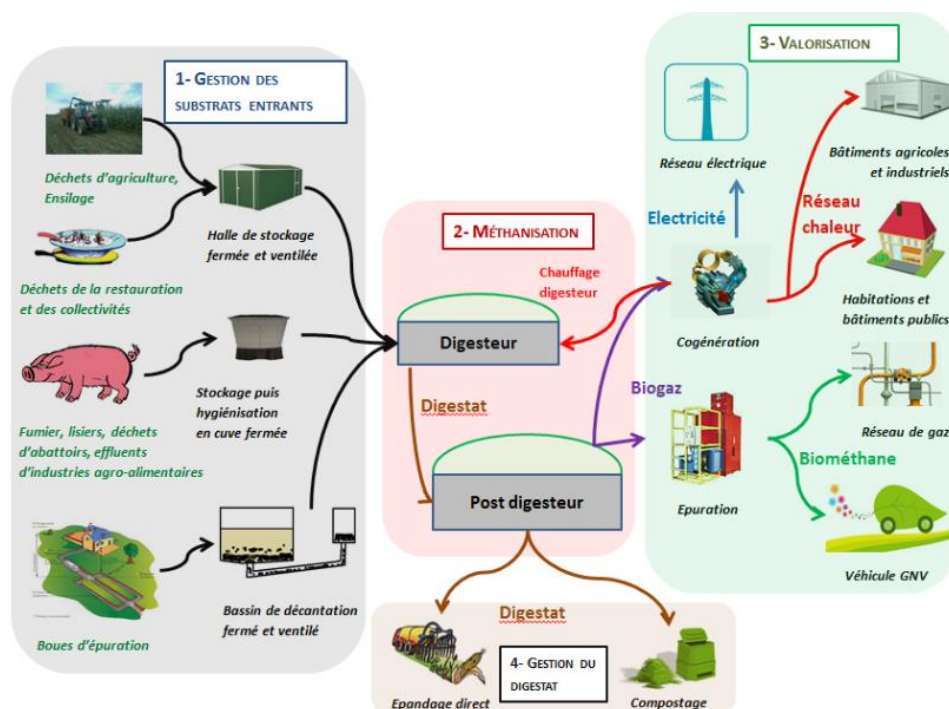 1- GESTION DES
SUBSTRATS ENTRANTS
Déchets d'agriculture,
Ensilage
Halle de stockage
fermée et ventilée
Déchets de la restauration
et des collectivités
Stockage puis
hygiénisation
en cuve fermée
Fumier, lisiers, déchets
d'abattoirs, effluents
d'industries agro-alimentaires
Bassin de décantation
fermé et ventilé
Boues d'épuration
2- MÉTHANISATION
Chauffage
digesteur
Digesteur
Digestat
Post digesteur
Biogaz
3- VALORISATION
Réseau électrique
Electricité
Cogénération
Réseau
chaleur
Bâtiments agricoles
et industriels
Habitations et
bâtiments publics
Epuration
Biométhane
Réseau de gaz
Véhicule GNV
Digestat
4- GESTION DU
DIGESTAT
Epandage direct
Compostage